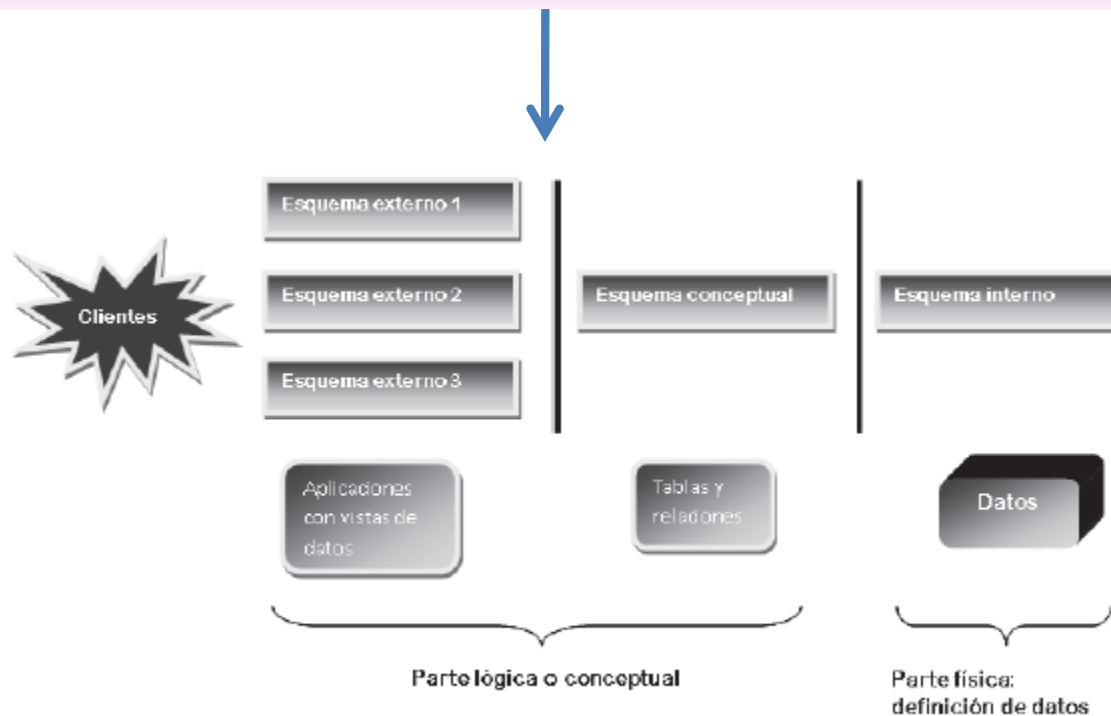 Esquema externo 1
Clientes
Esquema externo 2
Esquema conceptual
Esquema interno
Esquema externo 3
Aplicaciones
con vistas de
datos
Tablas y
relaciones
Datos
Parte lógica o conceptual
Parte física:
definición de datos